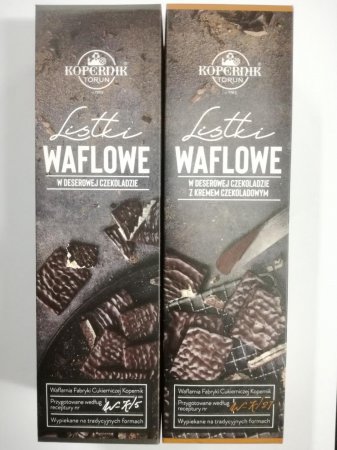 KOPERNIK
TORUŃ
Listki
WAFLOWE
W DESEROWEJ CZEKOLADZIE
Waflarnia Fabryki Cukierniczej Kopernik
Przygotowane według
receptury nr
Wypiekane na tradycyjnych formach
KOPERNIK
TORUŃ
Listki
WAFLOWE
W DESEROWEJ CZEKOLADZIE
Z KREMEM CZEKOLADOWYM
Waflarnia Fabryki Cukierniczej Kopernik
Przygotowane według
receptury nr
Wypiekane na tradycyjnych formach